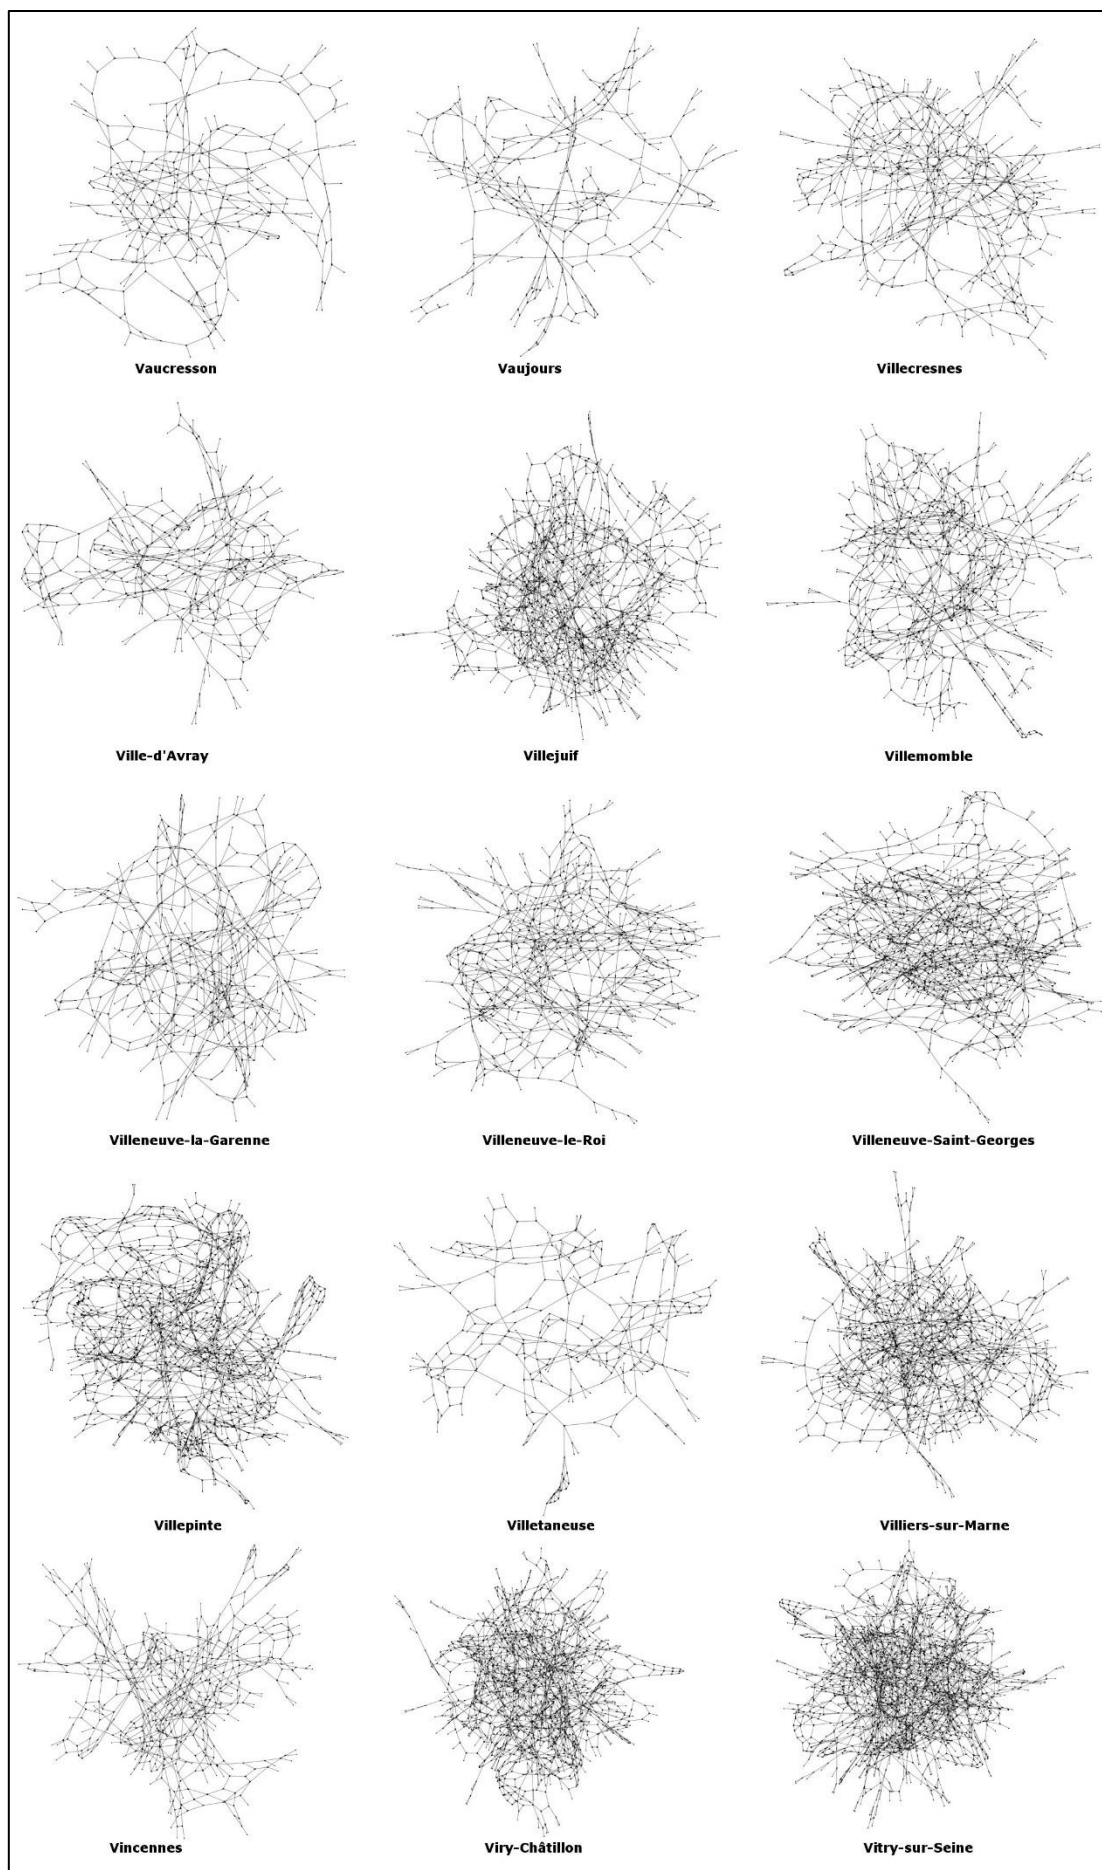 Vaucresson
Vaujours
Villecresnes
Ville-d'Avray
Villejuif
Villemomble
Villeneuve-la-Garenne
Villeneuve-le-Roi
Villeneuve-Saint-Georges
Villepinte
Villetaneuse
Villiers-sur-Marne
Vincennes
Viry-Châtillon
Vitry-sur-Seine